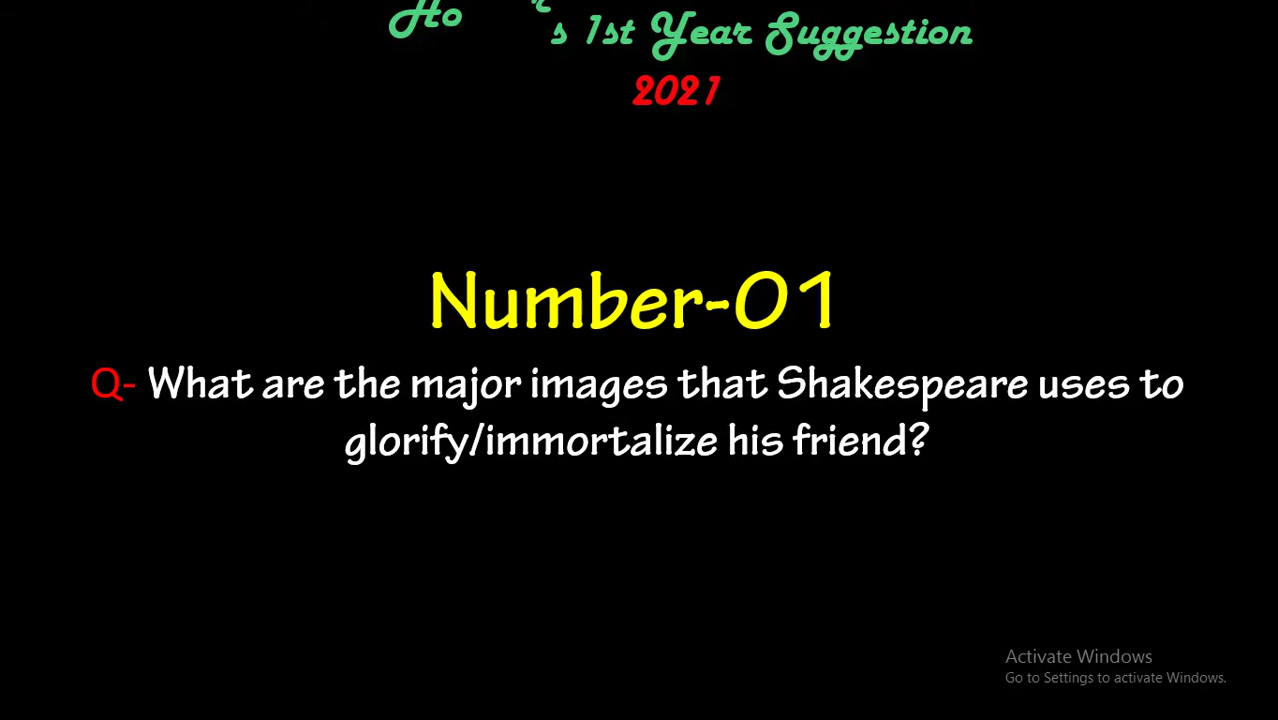 Ho s 1st Year Suggestion
2021
Number-01
Q- What are the major images that Shakespeare uses to
glorify/immortalize his friend?
Activate Windows
Go to Settings to activate Windows.